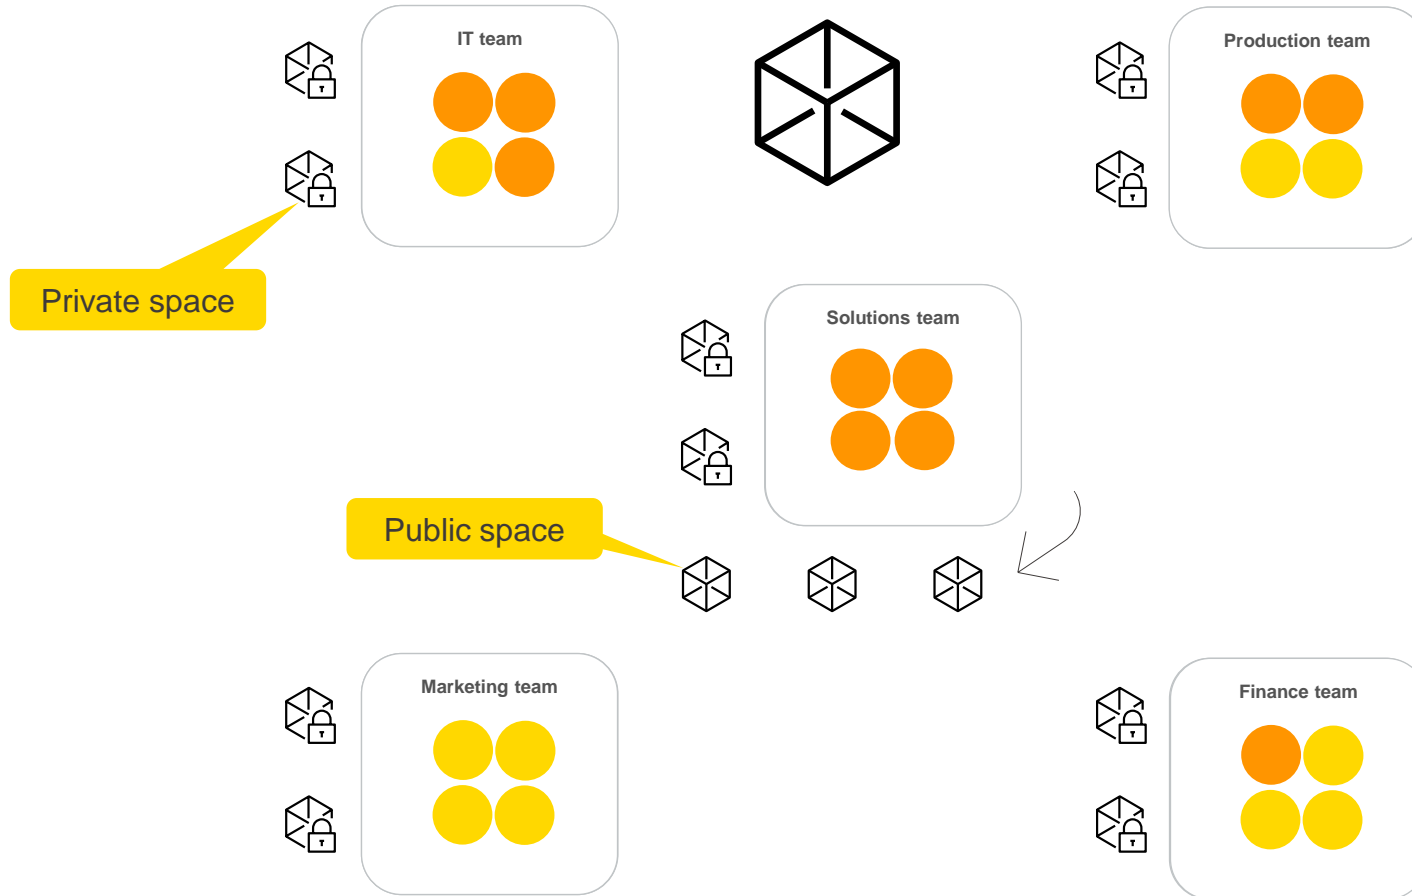 IT team
Production team
Private space
Solutions team
Public space
Marketing team
Finance team